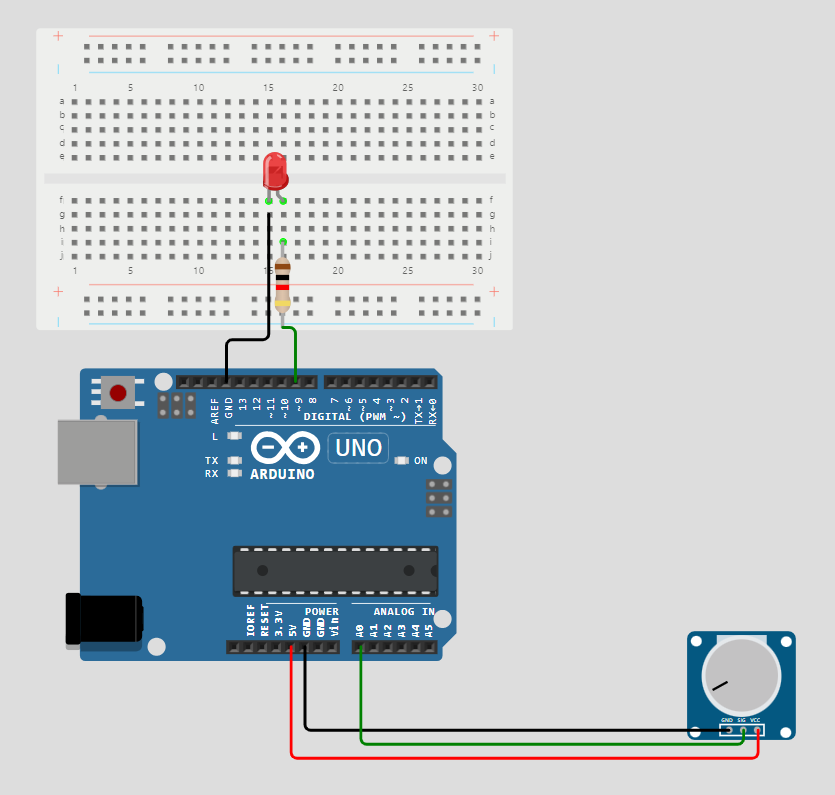 + +
1 5 10 15 20 25 30
a a
b b
c c
d d
e e
f f
g g
h h
i i
j j
1 5 10 15 20 25 30
+ +
AREF GND 13 12 ~11 ~10 ~9 8 7 ~6 ~5 4 ~3 2 TX→1 RX←0
DIGITAL (PWM ~)
L
TX
RX
ARDUINO
UNO
ON
POWER
ANALOG IN
IOREF RESET 3.3V 5V GND GND Vin A0 A1 A2 A3 A4 A5
GND SIG VCC